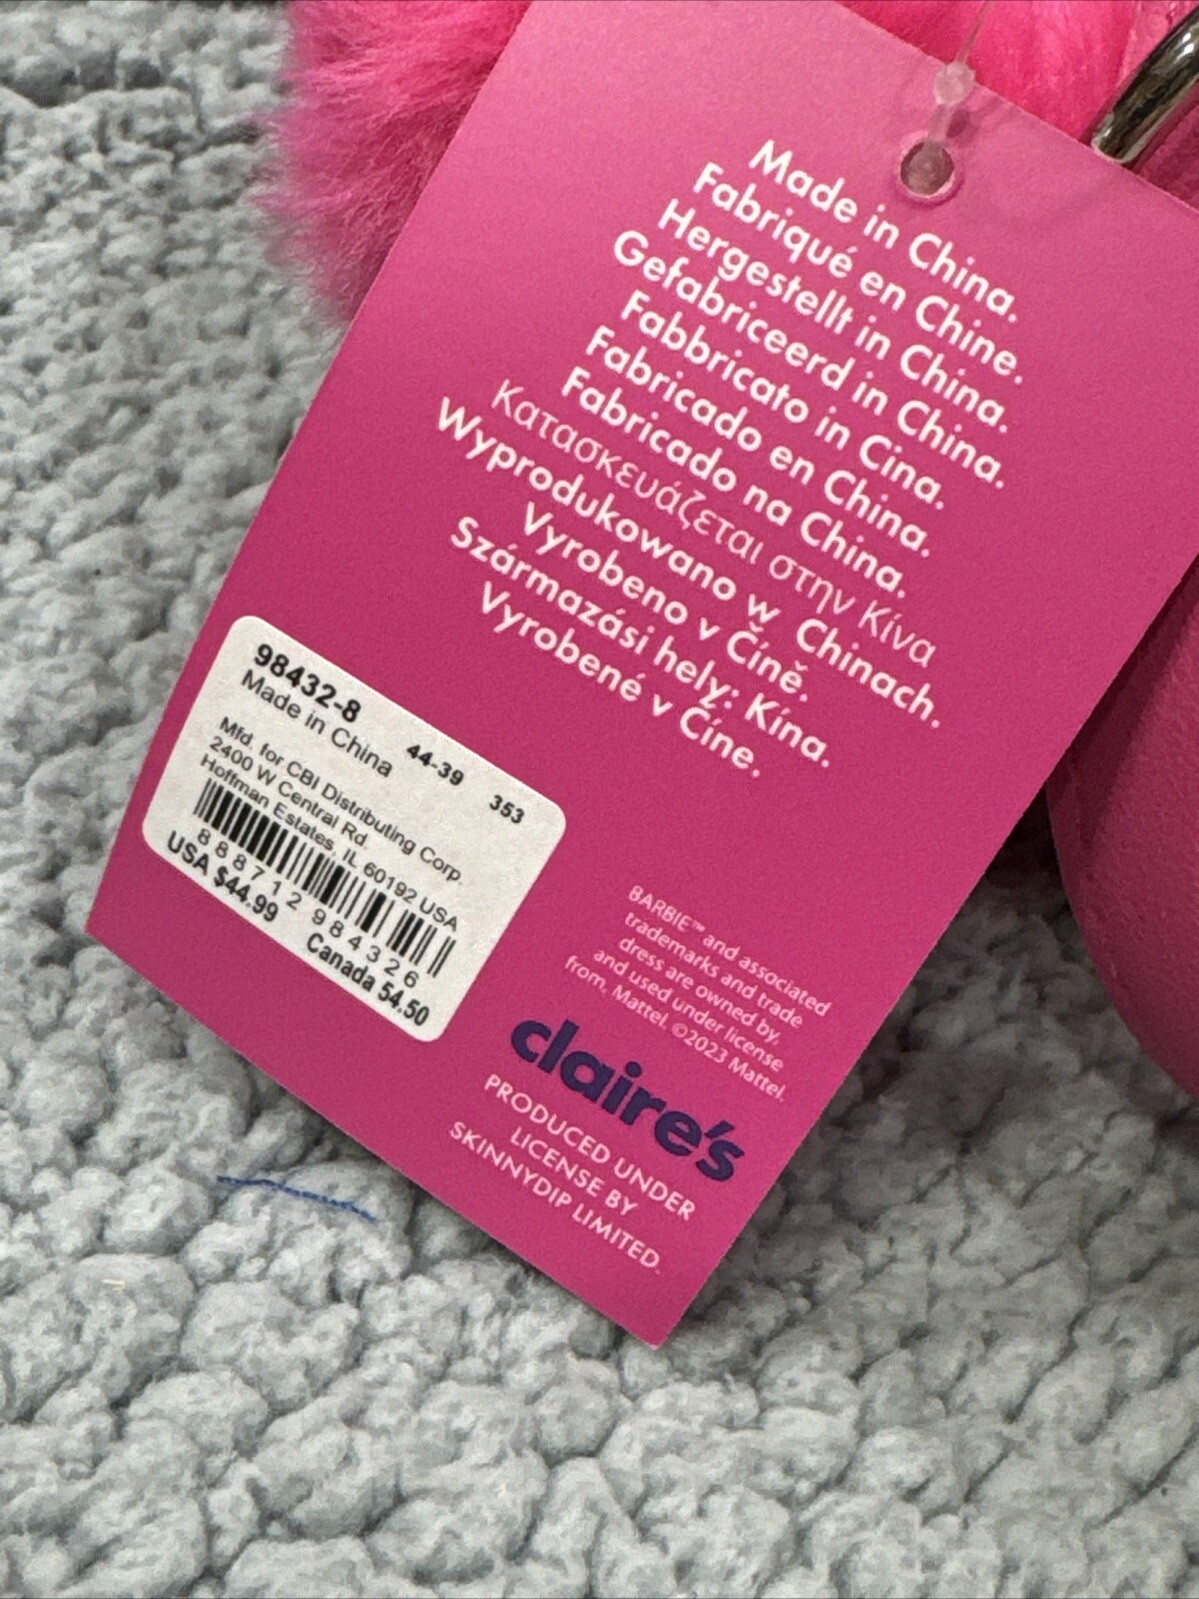 Made in China.
Fabriqué en Chine.
Hergestellt in China.
Gefabriceerd in China.
Fabbricato in Cina.
Fabricado en China.
Fabricado na China.
Κατασκευάζεται στην Κίνα
Wyprodukowano w Chinach.
Vyrobeno v Číně.
Származási hely: Kína.
Vyrobené v Číne.
98432-8
Made in China 44-39 353
Mfd. for CBI Distributing Corp.
2400 W Central Rd.
Hoffman Estates, IL 60192 USA
888712984326
USA $44.99 Canada 54.50
BARBIE™ and associated
trademarks and trade
dress are owned by,
and used under license
from, Mattel. ©2023 Mattel.
claire's
PRODUCED UNDER
LICENSE BY
SKINNYDIP LIMITED.